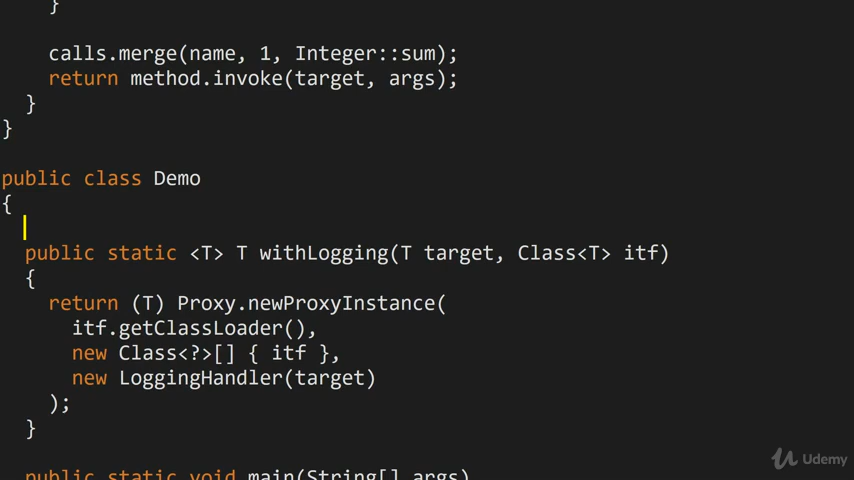 }
calls.merge(name, 1, Integer::sum);
return method.invoke(target, args);
}
}
public class Demo
{
public static <T> T withLogging(T target, Class<T> itf)
{
return (T) Proxy.newProxyInstance(
itf.getClassLoader(),
new Class<?>[] { itf },
new LoggingHandler(target)
);
}
public static void main(String[] args)
Udemy